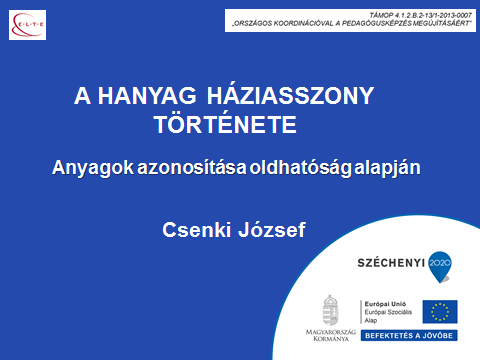 E L T E
TÁMOP 4.1.2.B.2-13/1-2013-0007
„ORSZÁGOS KOORDINÁCIÓVAL A PEDAGÓGUSKÉPZÉS MEGÚJÍTÁSÁÉRT”
A HANYAG HÁZIASSZONY
TÖRTÉNETE
Anyagok azonosítása oldhatóság alapján
Csenki József
SZÉCHENYI 2020
MAGYARORSZÁG
KORMÁNYA
Európai Unió
Európai Szociális
Alap
BEFEKTETÉS A JÖVŐBE